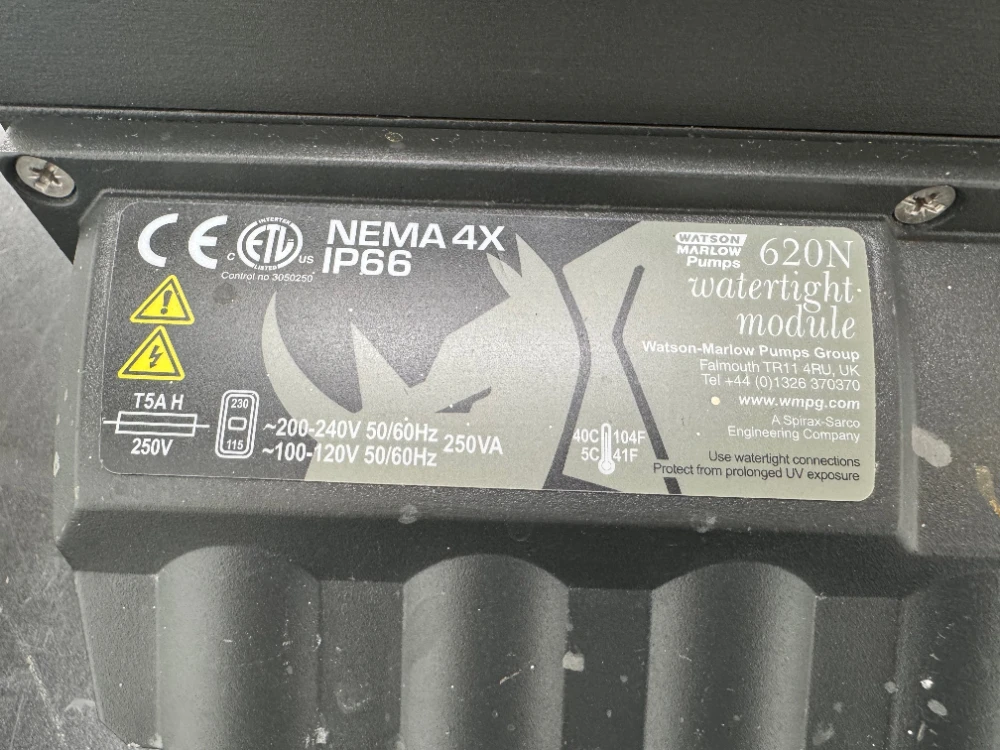 CE
C ETL US
INTERTEK
LISTED
Control no 3050250
NEMA 4X
IP66
T5A H
250V
230
115
~200-240V 50/60Hz
~100-120V 50/60Hz
250VA
40C 104F
5C 41F
WATSON
MARLOW
Pumps
620N
watertight
module
Watson-Marlow Pumps Group
Falmouth TR11 4RU, UK
Tel +44 (0)1326 370370
www.wmpg.com
A Spirax-Sarco
Engineering Company
Use watertight connections
Protect from prolonged UV exposure